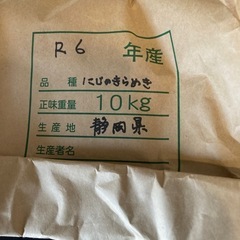 R6 年産
品種 にじのきらめき
正味重量 10kg
生産地 静岡県
生産者名